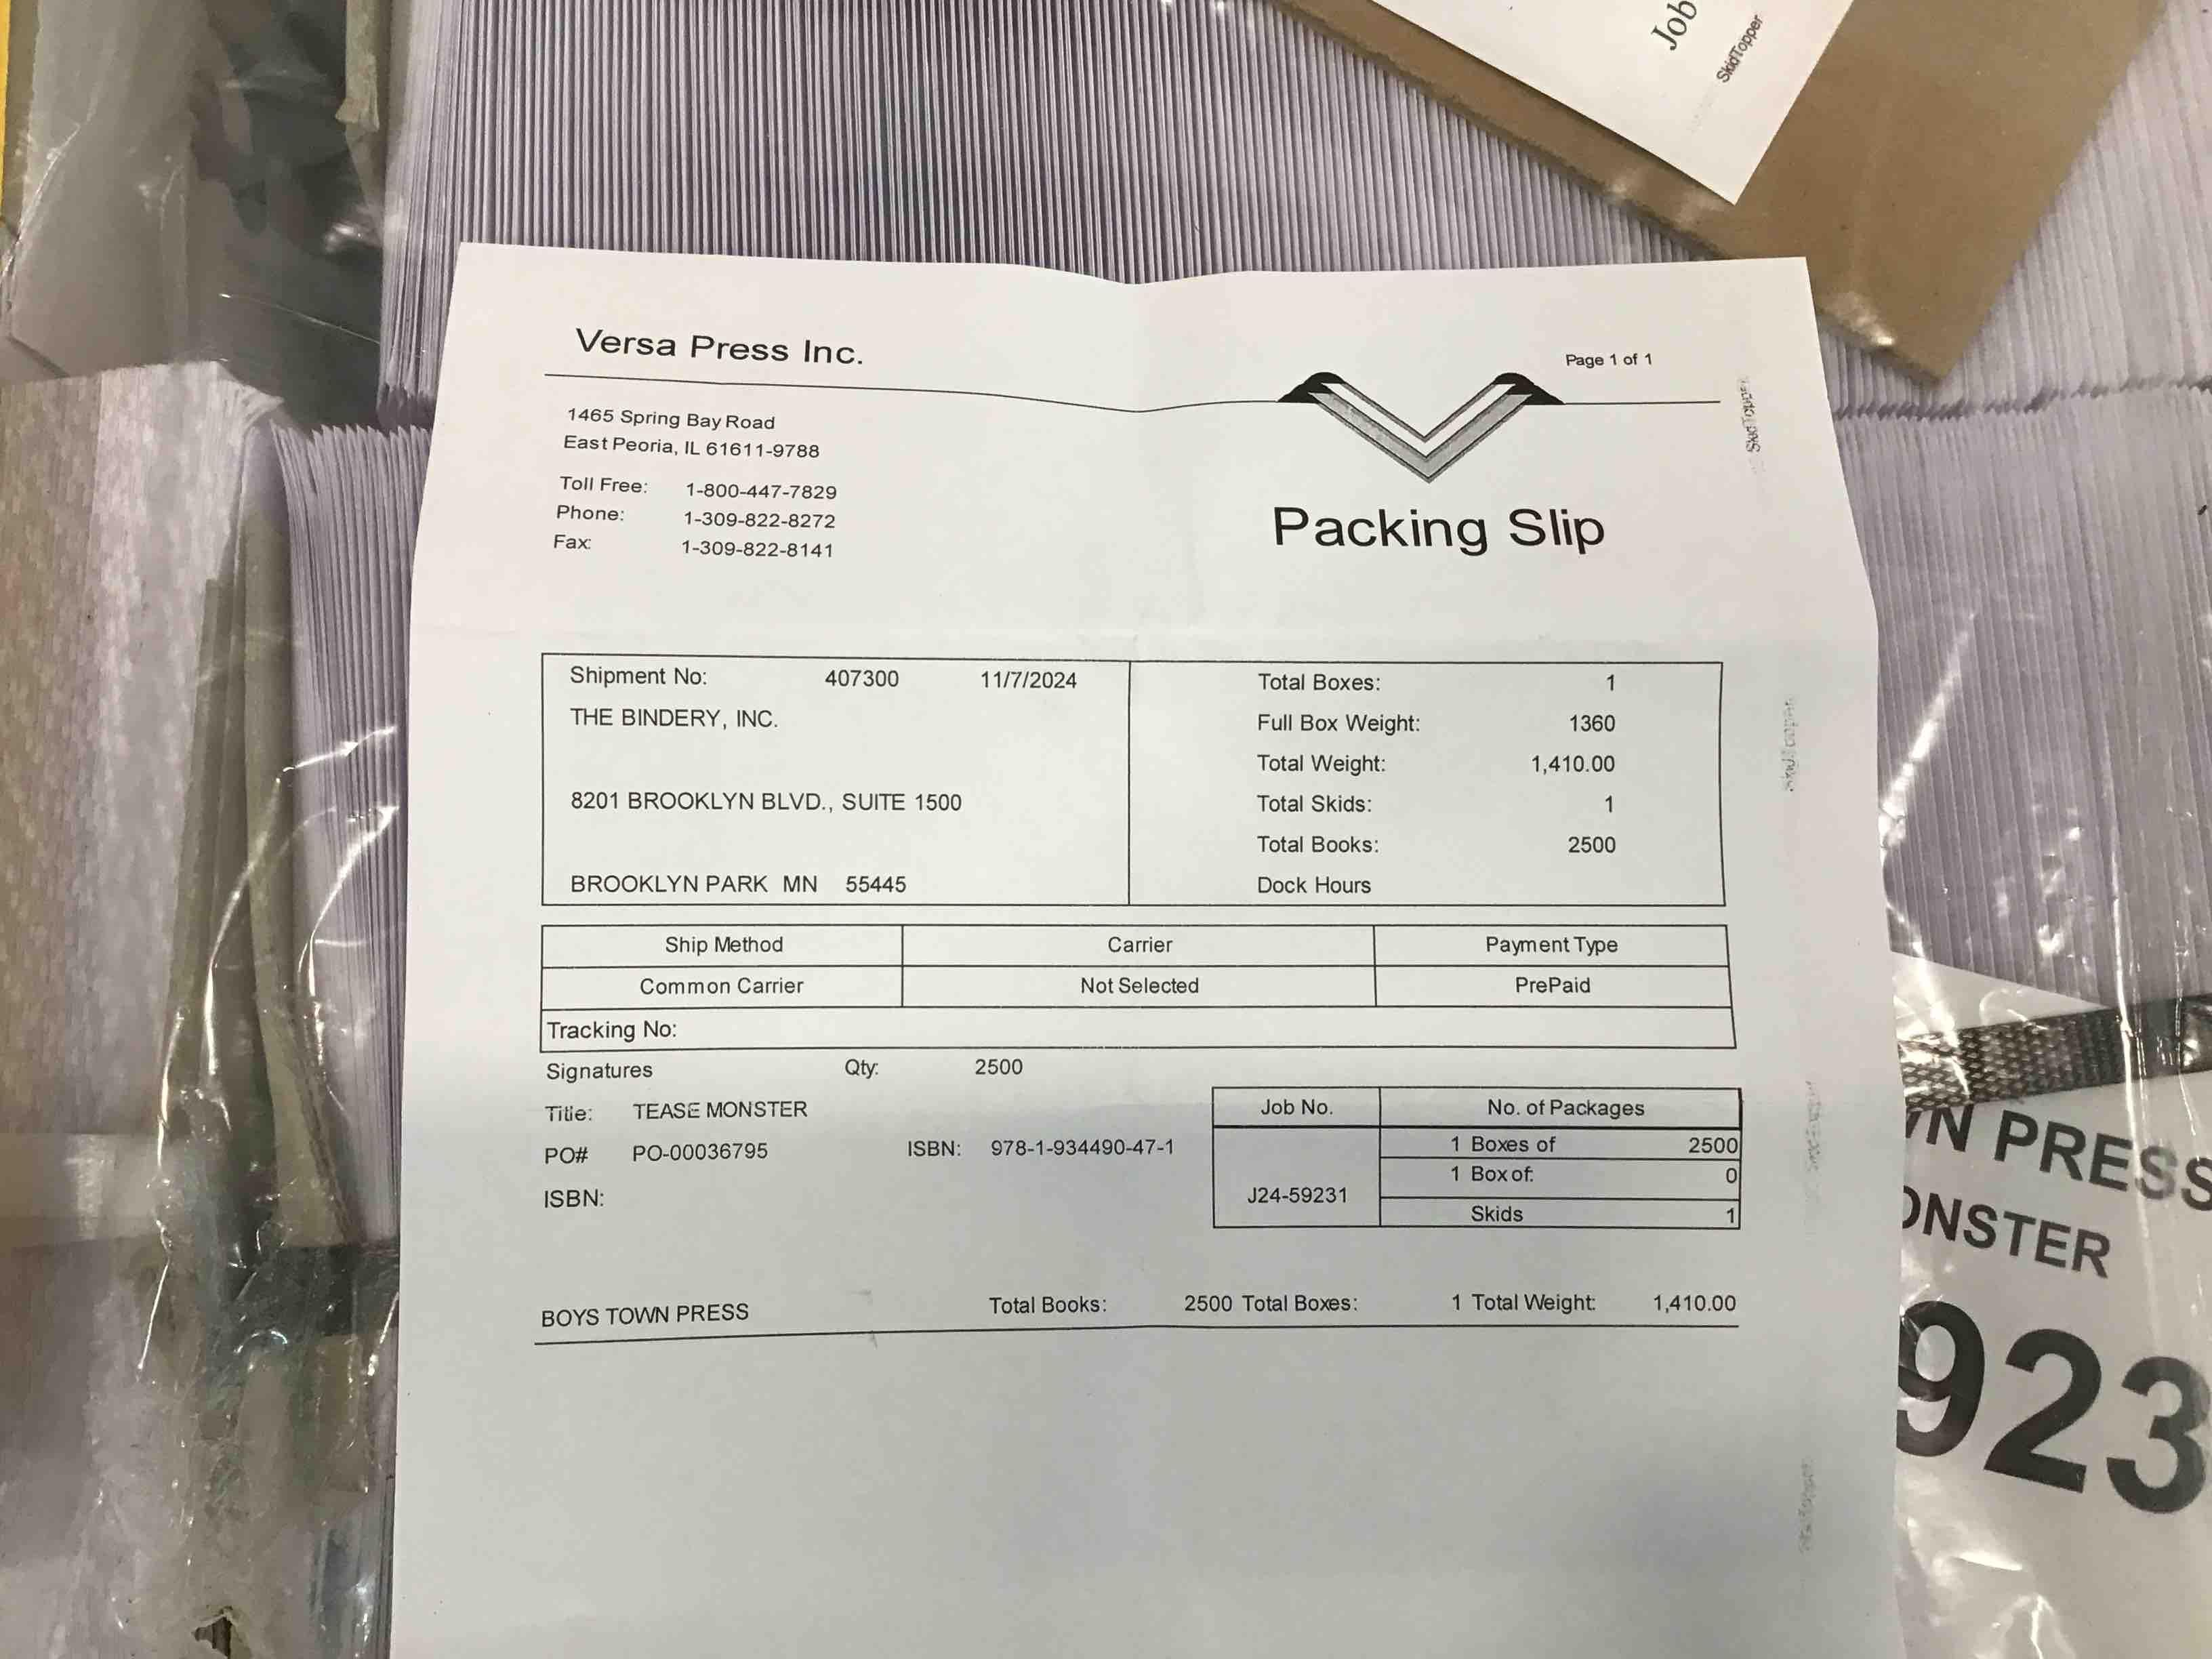 Job
SkidTopper
Versa Press Inc.
Page 1 of 1
1465 Spring Bay Road
East Peoria, IL 61611-9788
Toll Free: 1-800-447-7829
Phone: 1-309-822-8272
Fax: 1-309-822-8141
Packing Slip
SkidTopper
Shipment No: 407300 11/7/2024
THE BINDERY, INC.
8201 BROOKLYN BLVD., SUITE 1500
BROOKLYN PARK MN 55445
Total Boxes: 1
Full Box Weight: 1360
Total Weight: 1,410.00
Total Skids: 1
Total Books: 2500
Dock Hours
SkidTopper
Ship Method Carrier Payment Type
Common Carrier Not Selected PrePaid
Tracking No:
Signatures Qty: 2500
Title: TEASE MONSTER
PO# PO-00036795 ISBN: 978-1-934490-47-1
ISBN:
Job No. No. of Packages
1 Boxes of 2500
1 Box of: 0
J24-59231
Skids 1
BOYS TOWN PRESS Total Books: 2500 Total Boxes: 1 Total Weight: 1,410.00
WN PRESS
ONSTER
923